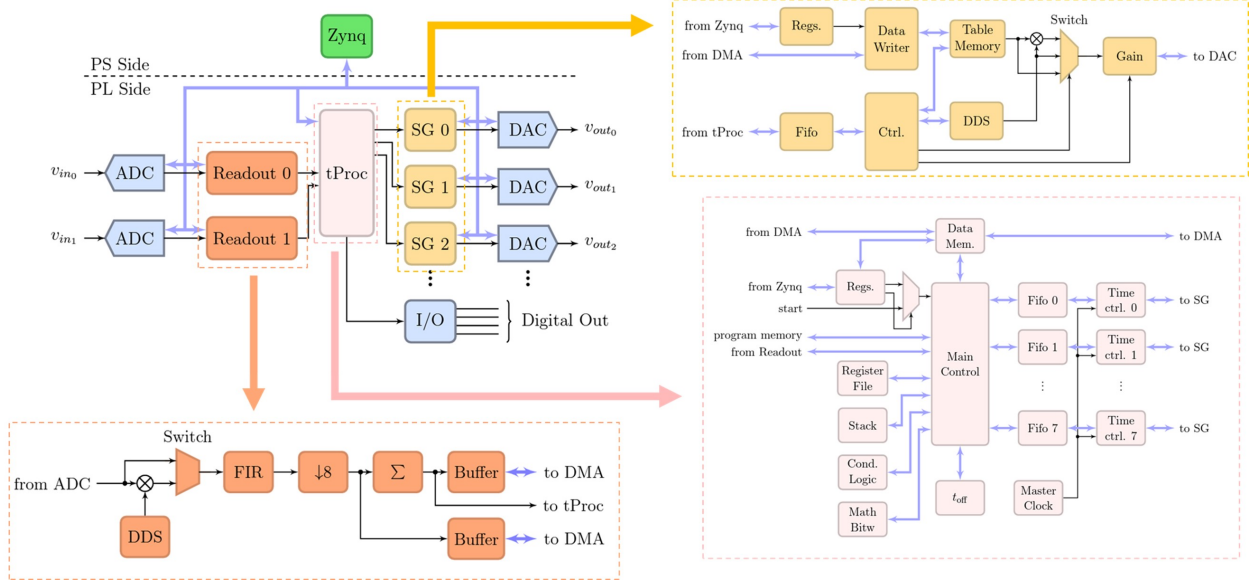 Zynq
PS Side
PL Side
v_in0
ADC
Readout 0
tProc
SG 0
DAC
v_out0
v_in1
ADC
Readout 1
SG 1
DAC
v_out1
SG 2
DAC
v_out2
I/O
Digital Out
from Zynq
Regs.
Data
Writer
Table
Memory
Switch
Gain
to DAC
from DMA
from tProc
Fifo
Ctrl.
DDS
from DMA
Data
Mem.
to DMA
from Zynq
Regs.
start
program memory
from Readout
Register
File
Stack
Cond.
Logic
Math
Bitw
Main
Control
t_off
Fifo 0
Time
ctrl. 0
to SG
Fifo 1
Time
ctrl. 1
to SG
Fifo 7
Time
ctrl. 7
to SG
Master
Clock
Switch
from ADC
DDS
FIR
↓8
Σ
Buffer
to DMA
to tProc
Buffer
to DMA